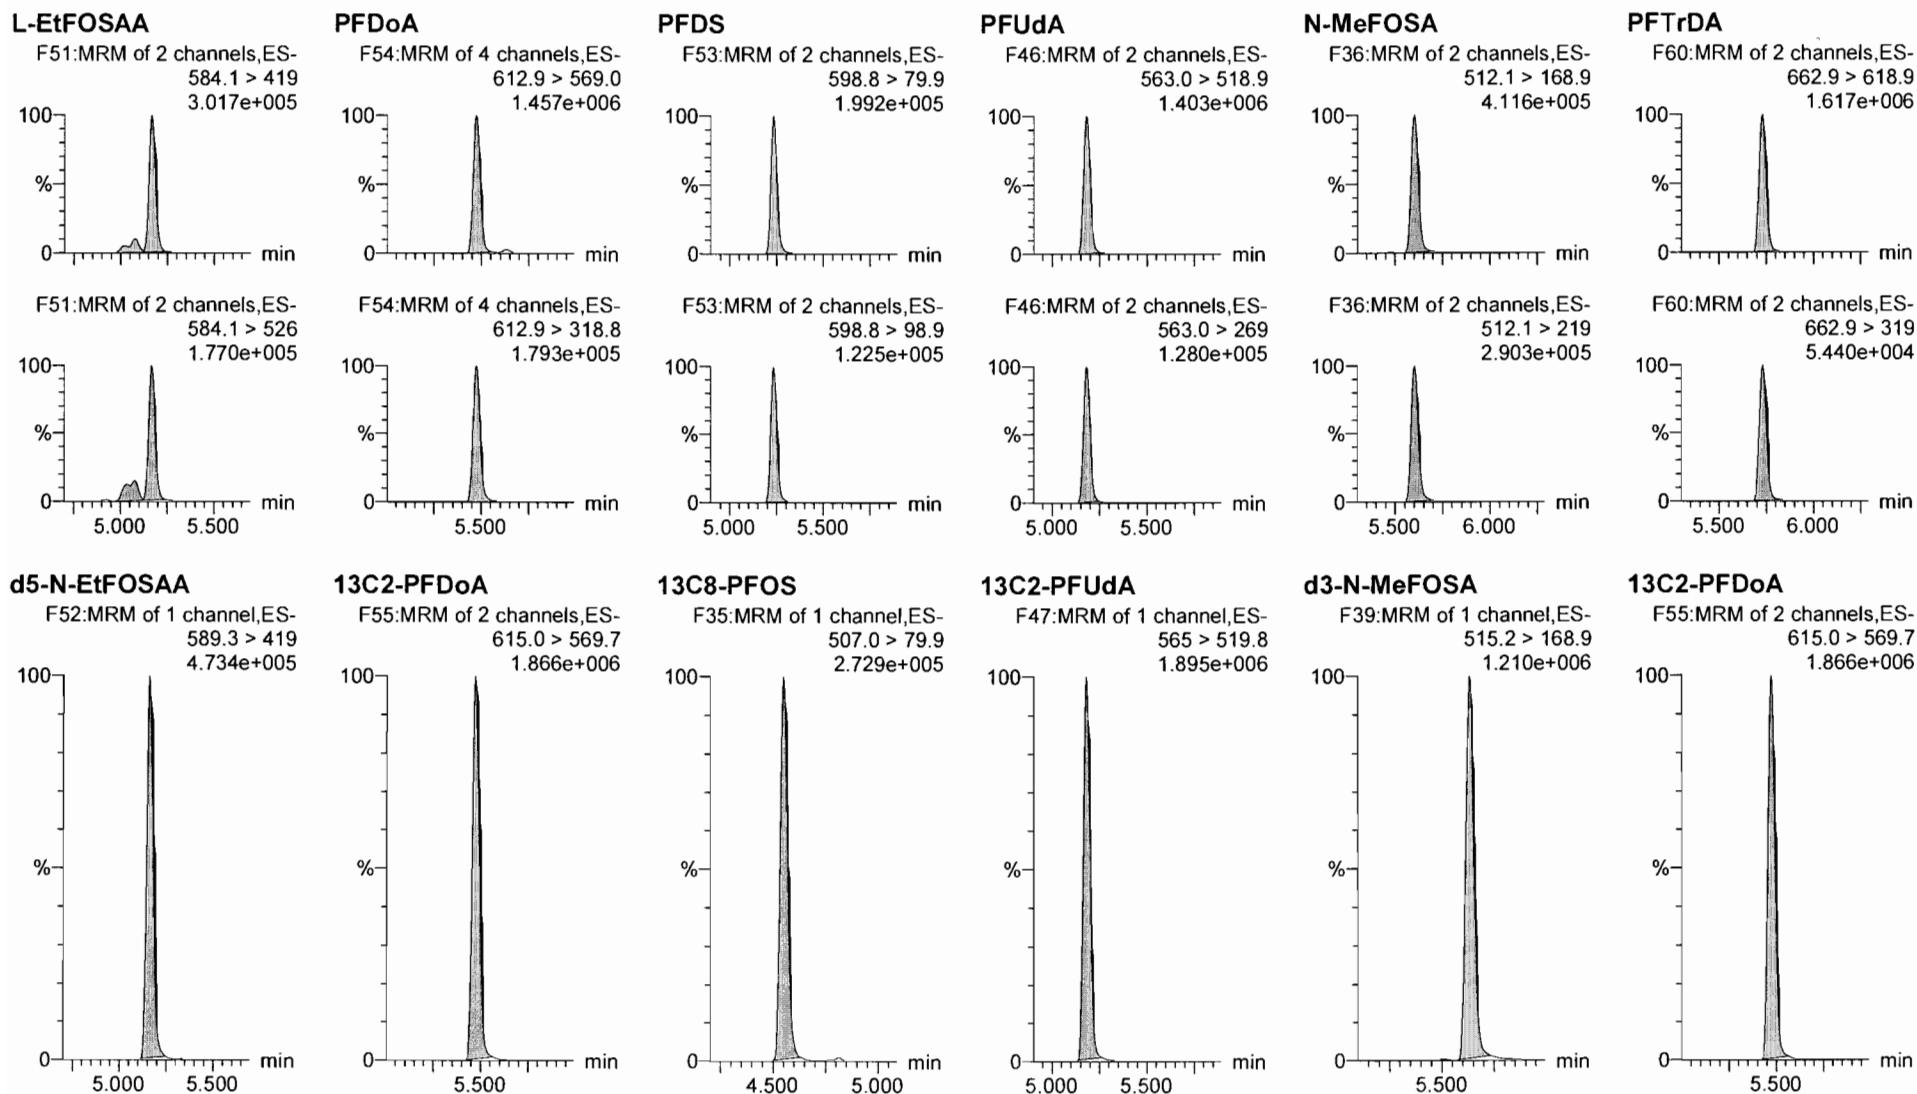 L-EtFOSAA
F51:MRM of 2 channels,ES-
584.1 > 419
3.017e+005
100
%
0
min
PFDoA
F54:MRM of 4 channels,ES-
612.9 > 569.0
1.457e+006
100
%
0
min
PFDS
F53:MRM of 2 channels,ES-
598.8 > 79.9
1.992e+005
100
%
0
min
PFUdA
F46:MRM of 2 channels,ES-
563.0 > 518.9
1.403e+006
100
%
0
min
N-MeFOSA
F36:MRM of 2 channels,ES-
512.1 > 168.9
4.116e+005
100
%
0
min
PFTrDA
F60:MRM of 2 channels,ES-
662.9 > 618.9
1.617e+006
100
%
0
min
F51:MRM of 2 channels,ES-
584.1 > 526
1.770e+005
100
%
0
min
5.000 5.500
F54:MRM of 4 channels,ES-
612.9 > 318.8
1.793e+005
100
%
0
min
5.500
F53:MRM of 2 channels,ES-
598.8 > 98.9
1.225e+005
100
%
0
min
5.000 5.500
F46:MRM of 2 channels,ES-
563.0 > 269
1.280e+005
100
%
0
min
5.000 5.500
F36:MRM of 2 channels,ES-
512.1 > 219
2.903e+005
100
%
0
min
5.500 6.000
F60:MRM of 2 channels,ES-
662.9 > 319
5.440e+004
100
%
0
min
5.500 6.000
d5-N-EtFOSAA
F52:MRM of 1 channel,ES-
589.3 > 419
4.734e+005
100
%
0
min
5.000 5.500
13C2-PFDoA
F55:MRM of 2 channels,ES-
615.0 > 569.7
1.866e+006
100
%
0
min
5.500
13C8-PFOS
F35:MRM of 1 channel,ES-
507.0 > 79.9
2.729e+005
100
%
0
min
4.500 5.000
13C2-PFUdA
F47:MRM of 1 channel,ES-
565 > 519.8
1.895e+006
100
%
0
min
5.000 5.500
d3-N-MeFOSA
F39:MRM of 1 channel,ES-
515.2 > 168.9
1.210e+006
100
%
0
min
5.500
13C2-PFDoA
F55:MRM of 2 channels,ES-
615.0 > 569.7
1.866e+006
100
%
0
min
5.500